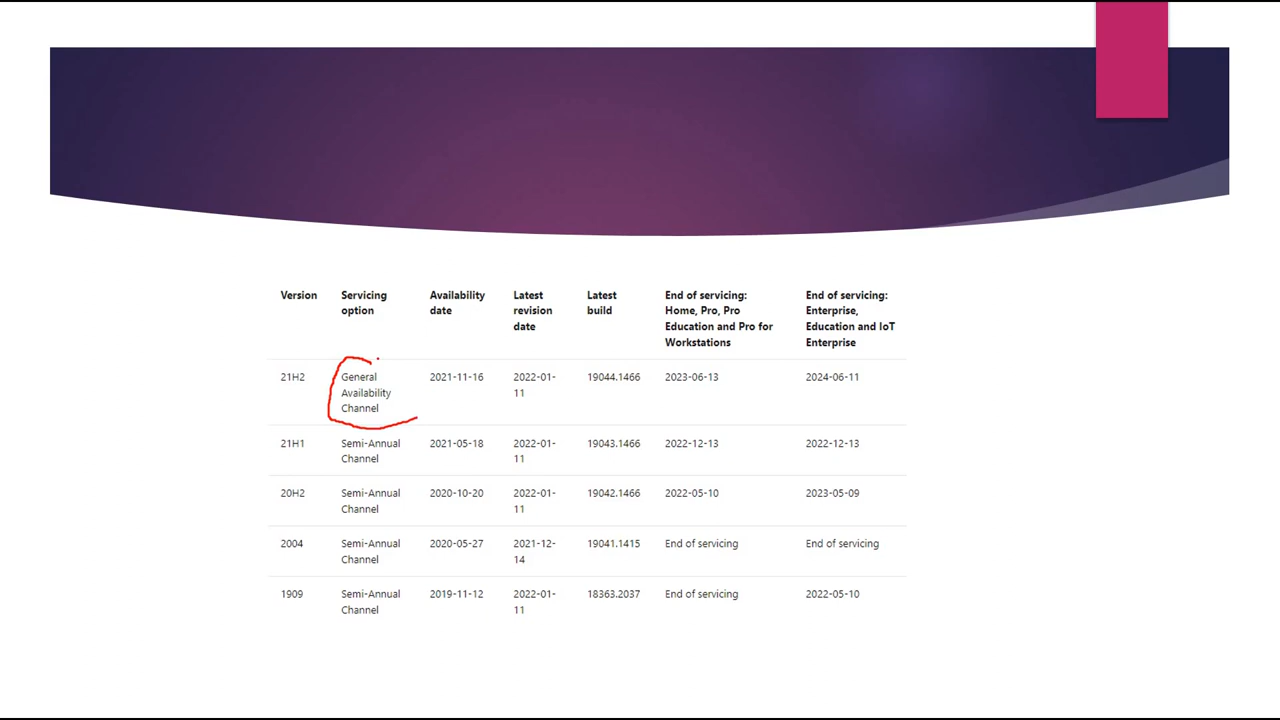 Version Servicing option Availability date Latest revision date Latest build End of servicing: Home, Pro, Pro Education and Pro for Workstations End of servicing: Enterprise, Education and IoT Enterprise
21H2 General Availability Channel 2021-11-16 2022-01-11 19044.1466 2023-06-13 2024-06-11
21H1 Semi-Annual Channel 2021-05-18 2022-01-11 19043.1466 2022-12-13 2022-12-13
20H2 Semi-Annual Channel 2020-10-20 2022-01-11 19042.1466 2022-05-10 2023-05-09
2004 Semi-Annual Channel 2020-05-27 2021-12-14 19041.1415 End of servicing End of servicing
1909 Semi-Annual Channel 2019-11-12 2022-01-11 18363.2037 End of servicing 2022-05-10